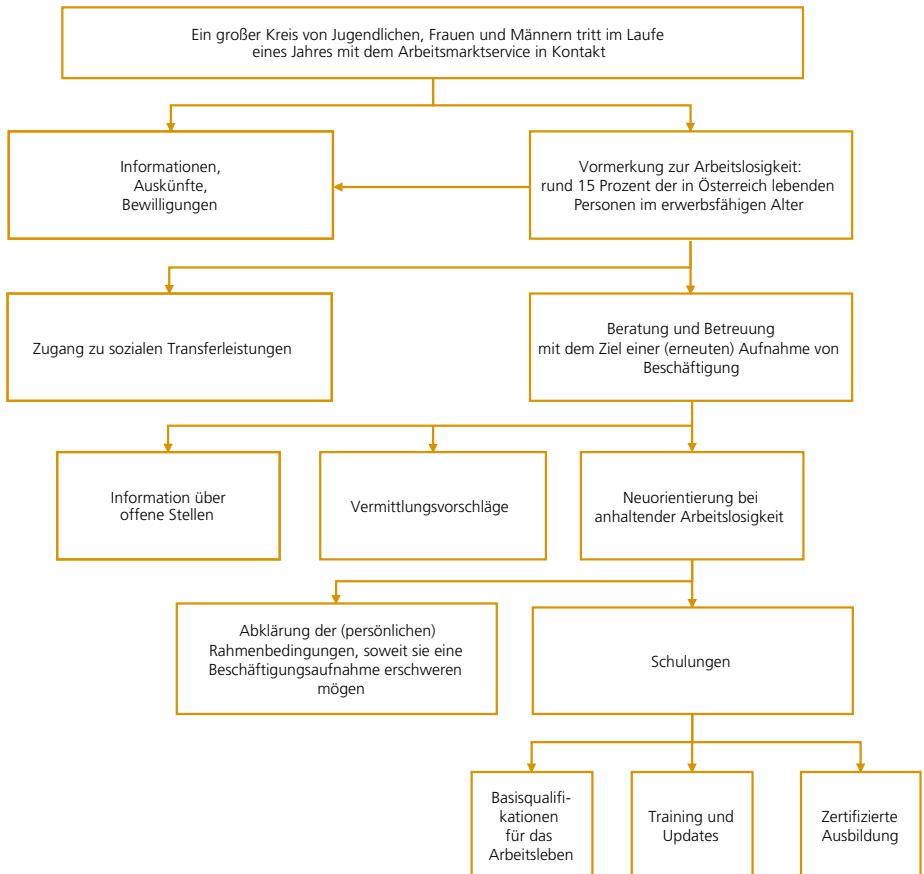 Ein großer Kreis von Jugendlichen, Frauen und Männern tritt im Laufe
eines Jahres mit dem Arbeitsmarktservice in Kontakt
Informationen,
Auskünfte,
Bewilligungen
Vormerkung zur Arbeitslosigkeit:
rund 15 Prozent der in Österreich lebenden
Personen im erwerbsfähigen Alter
Zugang zu sozialen Transferleistungen
Beratung und Betreuung
mit dem Ziel einer (erneuten) Aufnahme von
Beschäftigung
Information über
offene Stellen
Vermittlungsvorschläge
Neuorientierung bei
anhaltender Arbeitslosigkeit
Abklärung der (persönlichen)
Rahmenbedingungen, soweit sie eine
Beschäftigungsaufnahme erschweren
mögen
Schulungen
Basisqualifi-
kationen
für das
Arbeitsleben
Training und
Updates
Zertifizierte
Ausbildung